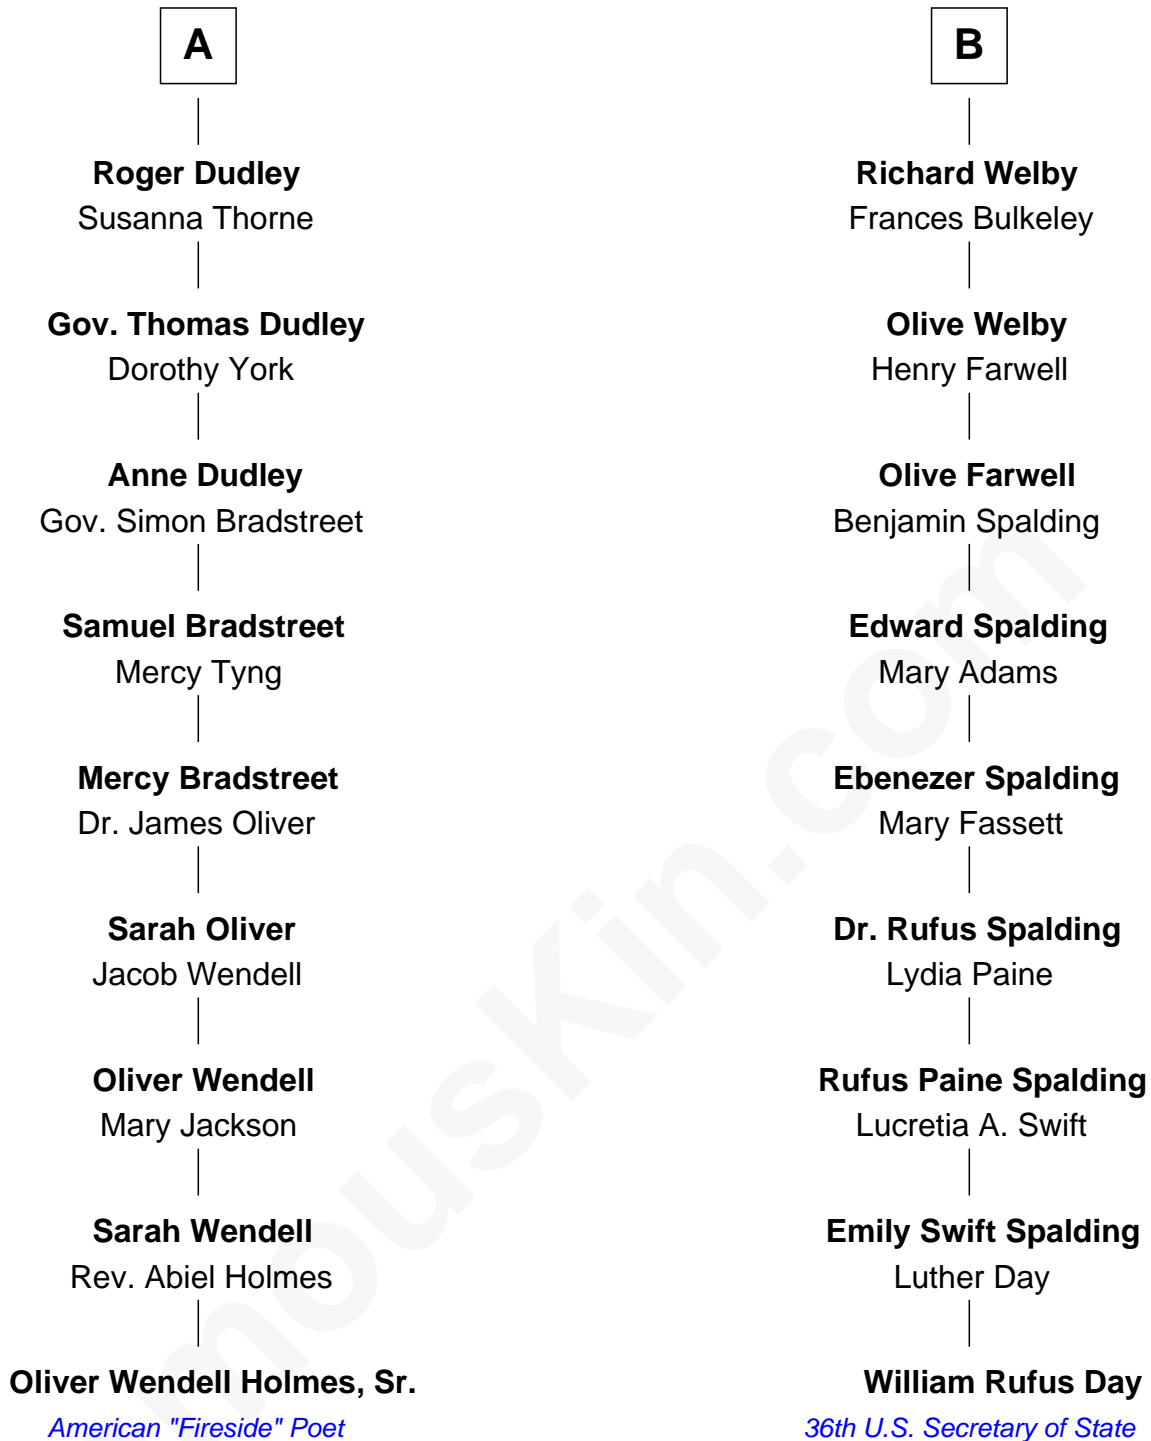 A
Roger Dudley
Susanna Thorne
Gov. Thomas Dudley
Dorothy York
Anne Dudley
Gov. Simon Bradstreet
Samuel Bradstreet
Mercy Tyng
Mercy Bradstreet
Dr. James Oliver
Sarah Oliver
Jacob Wendell
Oliver Wendell
Mary Jackson
Sarah Wendell
Rev. Abiel Holmes
Oliver Wendell Holmes, Sr.
American "Fireside" Poet
B
Richard Welby
Frances Bulkeley
Olive Welby
Henry Farwell
Olive Farwell
Benjamin Spalding
Edward Spalding
Mary Adams
Ebenezer Spalding
Mary Fassett
Dr. Rufus Spalding
Lydia Paine
Rufus Paine Spalding
Lucretia A. Swift
Emily Swift Spalding
Luther Day
William Rufus Day
36th U.S. Secretary of State
mouskin.com